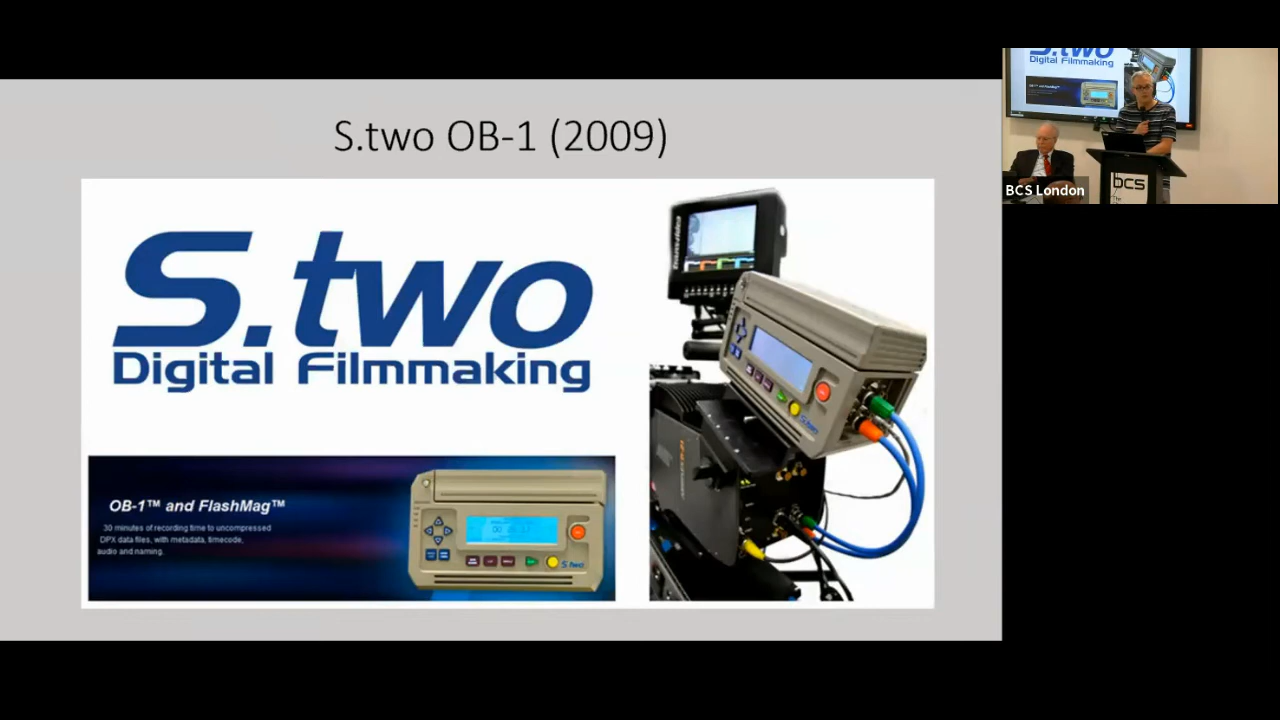 S.two OB-1 (2009)
S.two
Digital Filmmaking
OB-1™ and FlashMag™
30 minutes of recording time to uncompressed
DPX data files, with metadata, timecode,
audio and naming.
S.two
S.two
Digital Filmmaking
BCS London
bcs